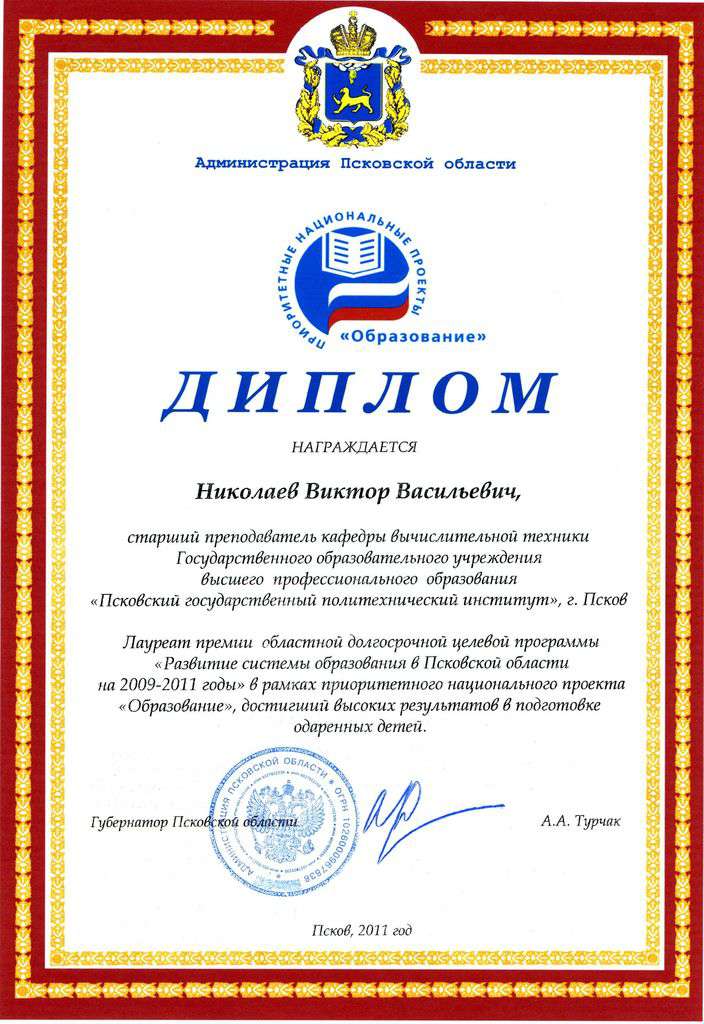 Администрация Псковской области
ПРИОРИТЕТНЫЕ НАЦИОНАЛЬНЫЕ ПРОЕКТЫ
«Образование»
ДИПЛОМ
НАГРАЖДАЕТСЯ
Николаев Виктор Васильевич,
старший преподаватель кафедры вычислительной техники
Государственного образовательного учреждения
высшего профессионального образования
«Псковский государственный политехнический институт», г. Псков
Лауреат премии областной долгосрочной целевой программы
«Развитие системы образования в Псковской области
на 2009-2011 годы» в рамках приоритетного национального проекта
«Образование», достигший высоких результатов в подготовке
одаренных детей.
АДМИНИСТРАЦИЯ ПСКОВСКОЙ ОБЛАСТИ * ОГРН 1026000967838
Губернатор Псковской области
А.А. Турчак
Псков, 2011 год